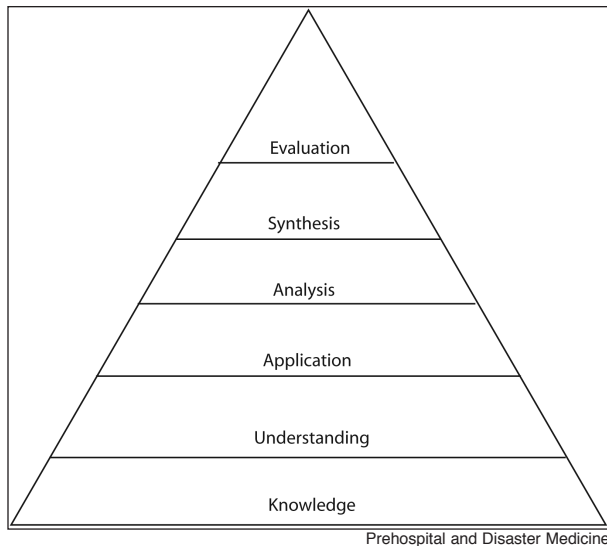 Evaluation
Synthesis
Analysis
Application
Understanding
Knowledge
Prehospital and Disaster Medicine